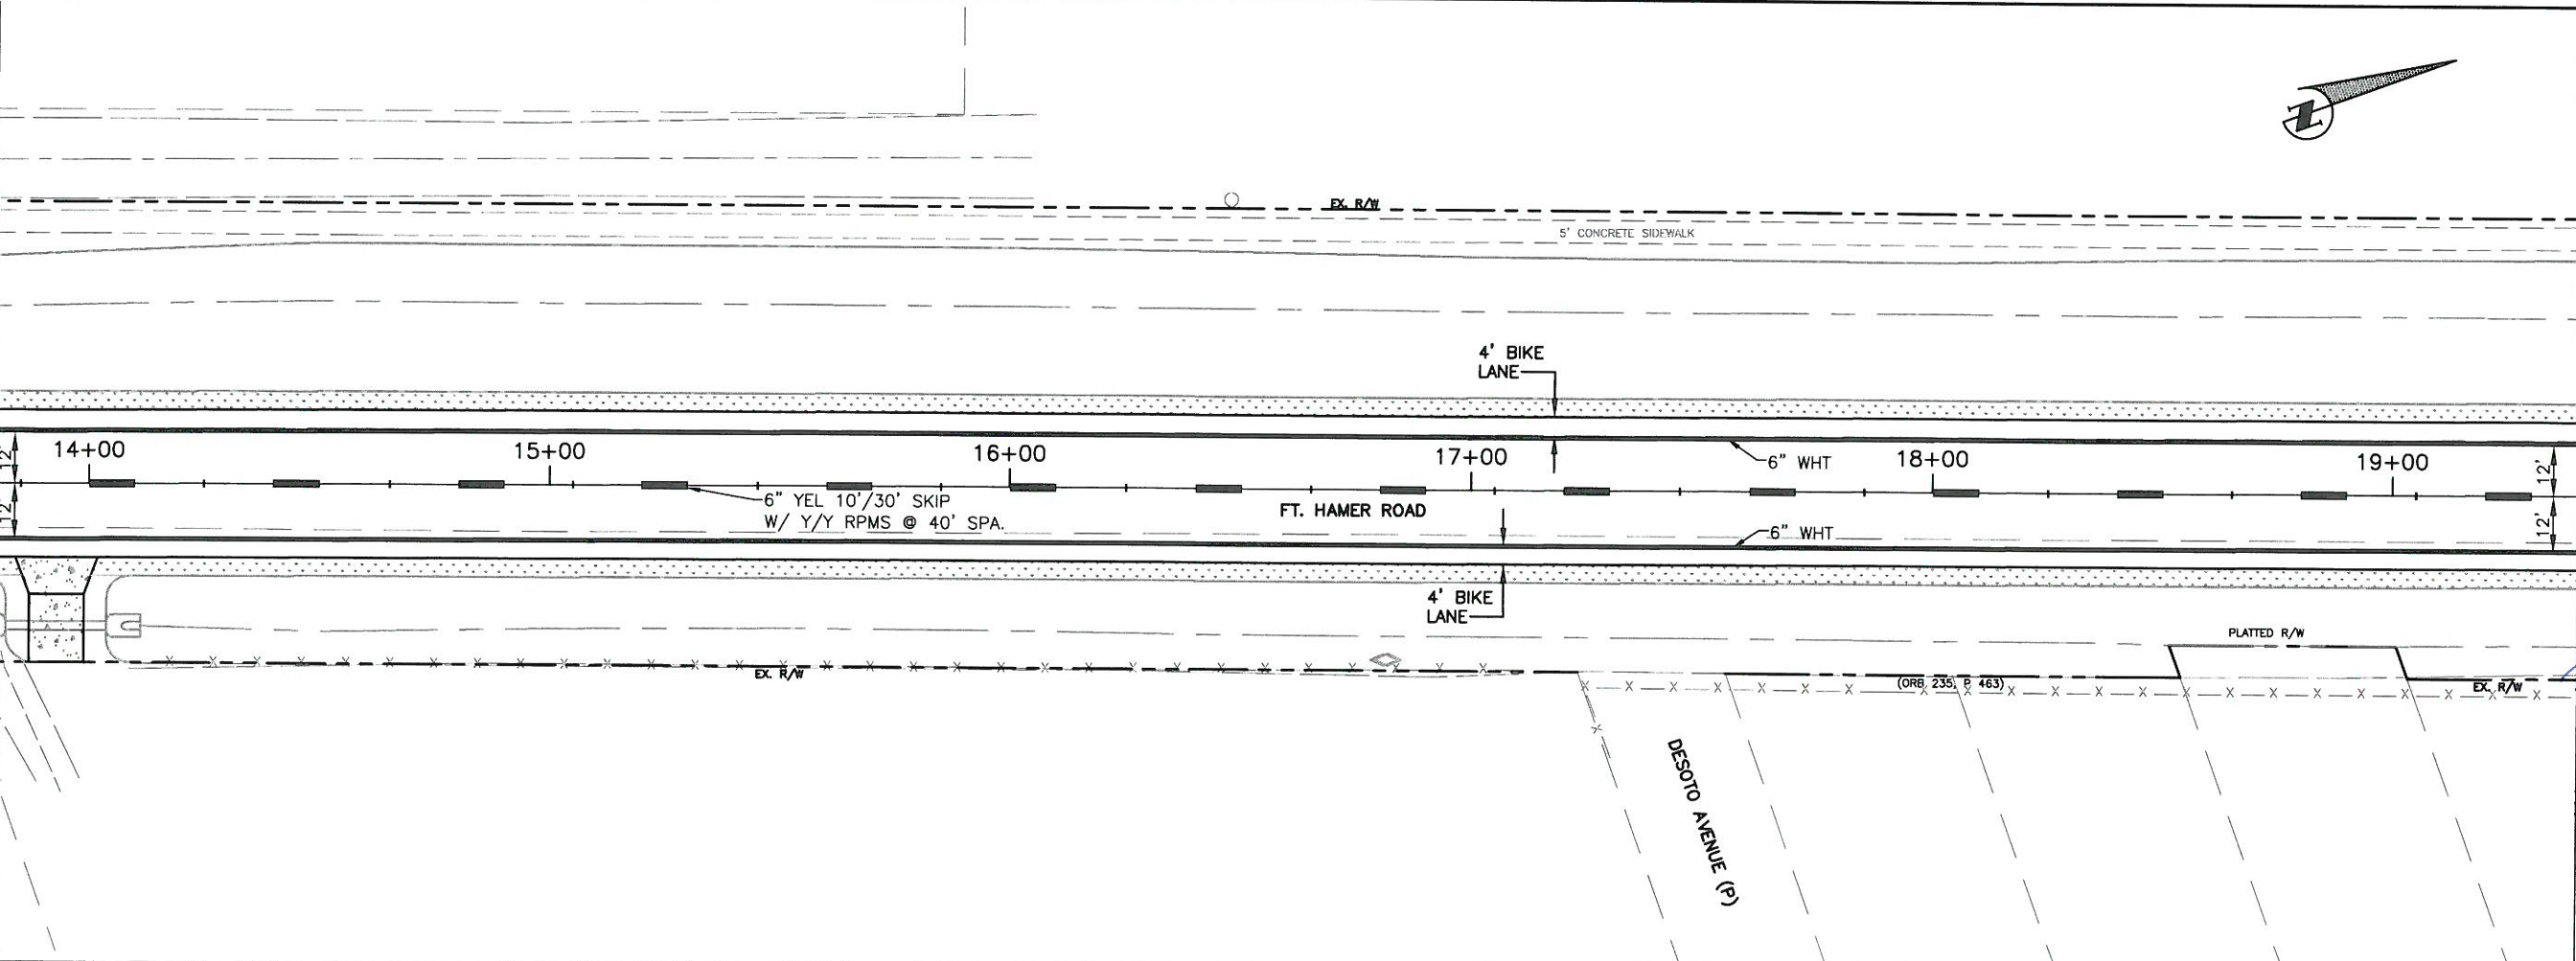 N
EX. R/W
5' CONCRETE SIDEWALK
4' BIKE
LANE
12'
14+00
15+00
16+00
17+00
18+00
19+00
12'
6" WHT
12'
6" YEL 10'/30' SKIP
W/ Y/Y RPMS @ 40' SPA.
FT. HAMER ROAD
6" WHT
12'
4' BIKE
LANE
PLATTED R/W
EX. R/W
(ORB 235, P 463)
EX. R/W
DESOTO AVENUE (P)